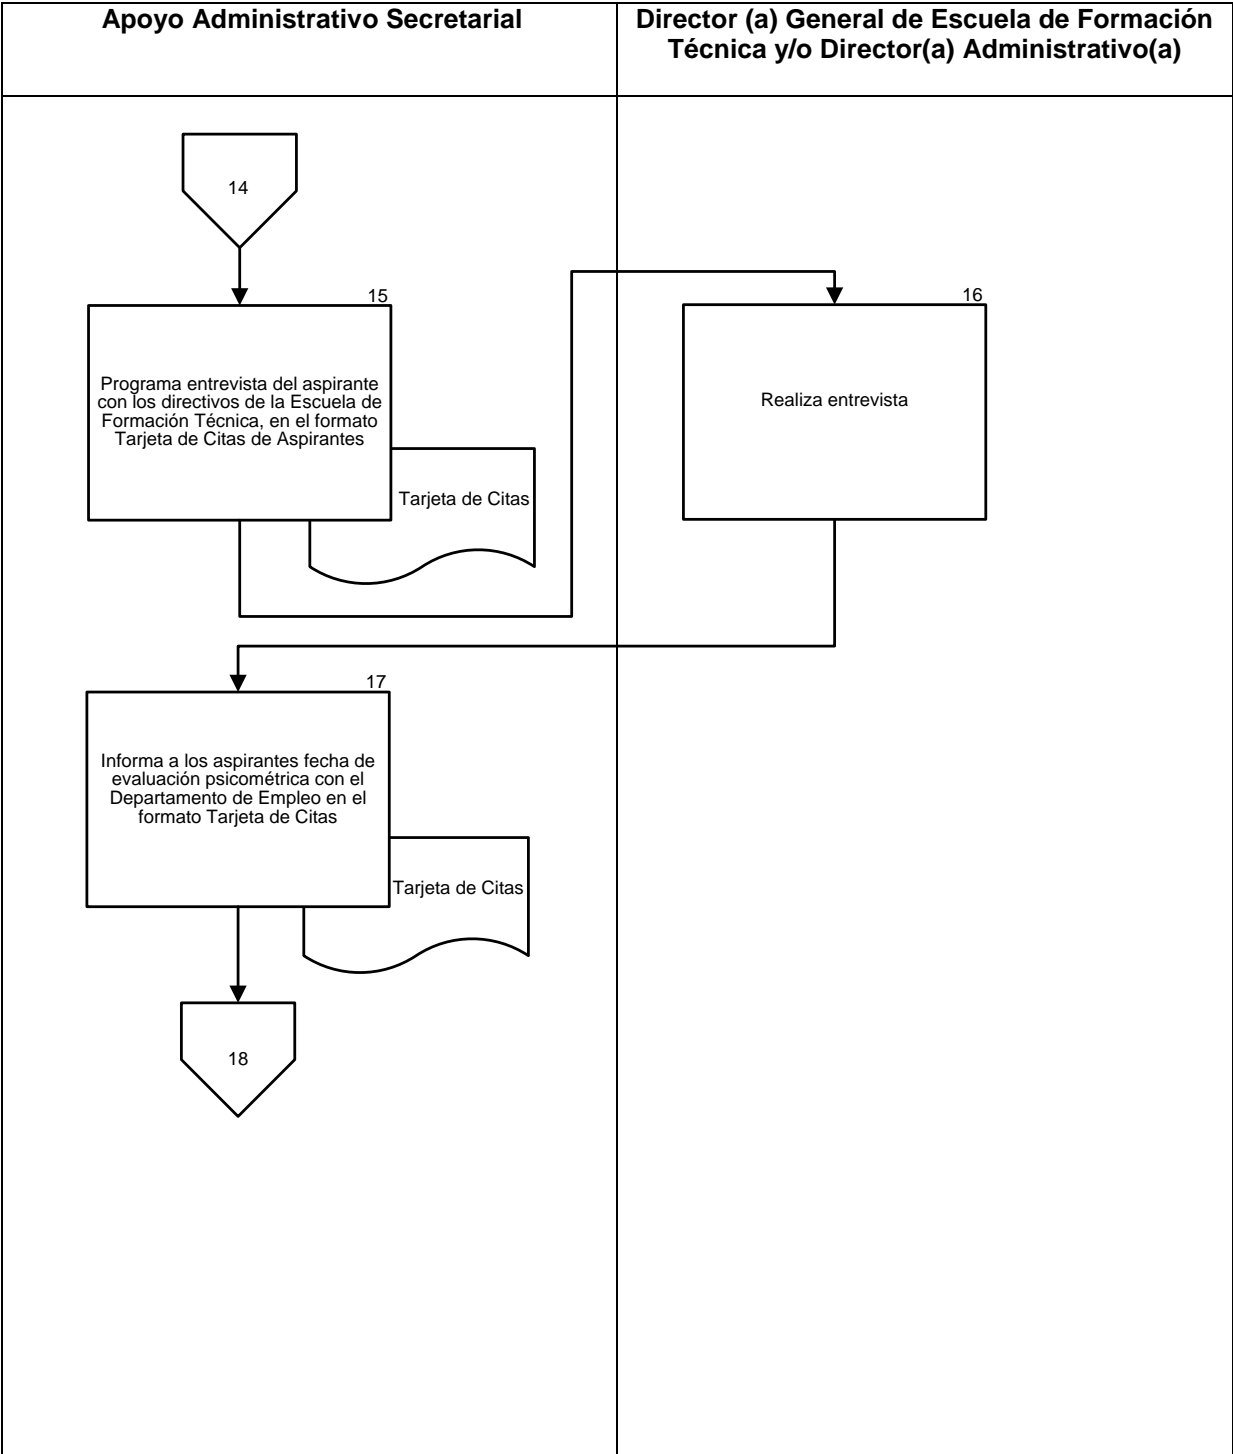 Apoyo Administrativo Secretarial
Director (a) General de Escuela de Formación
Técnica y/o Director(a) Administrativo(a)
14
15
Programa entrevista del aspirante
con los directivos de la Escuela de
Formación Técnica, en el formato
Tarjeta de Citas de Aspirantes
Tarjeta de Citas
16
Realiza entrevista
17
Informa a los aspirantes fecha de
evaluación psicométrica con el
Departamento de Empleo en el
formato Tarjeta de Citas
Tarjeta de Citas
18